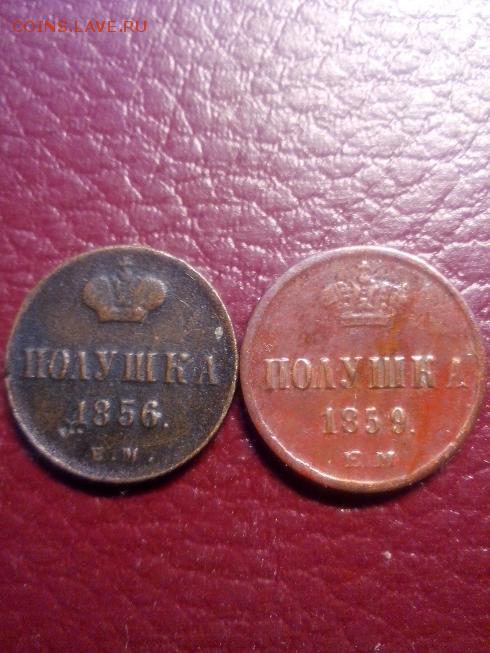 COINS.LAVE.RU
ПОЛУШКА
1856.
Е.М.
ПОЛУШКА
1859.
Е.М